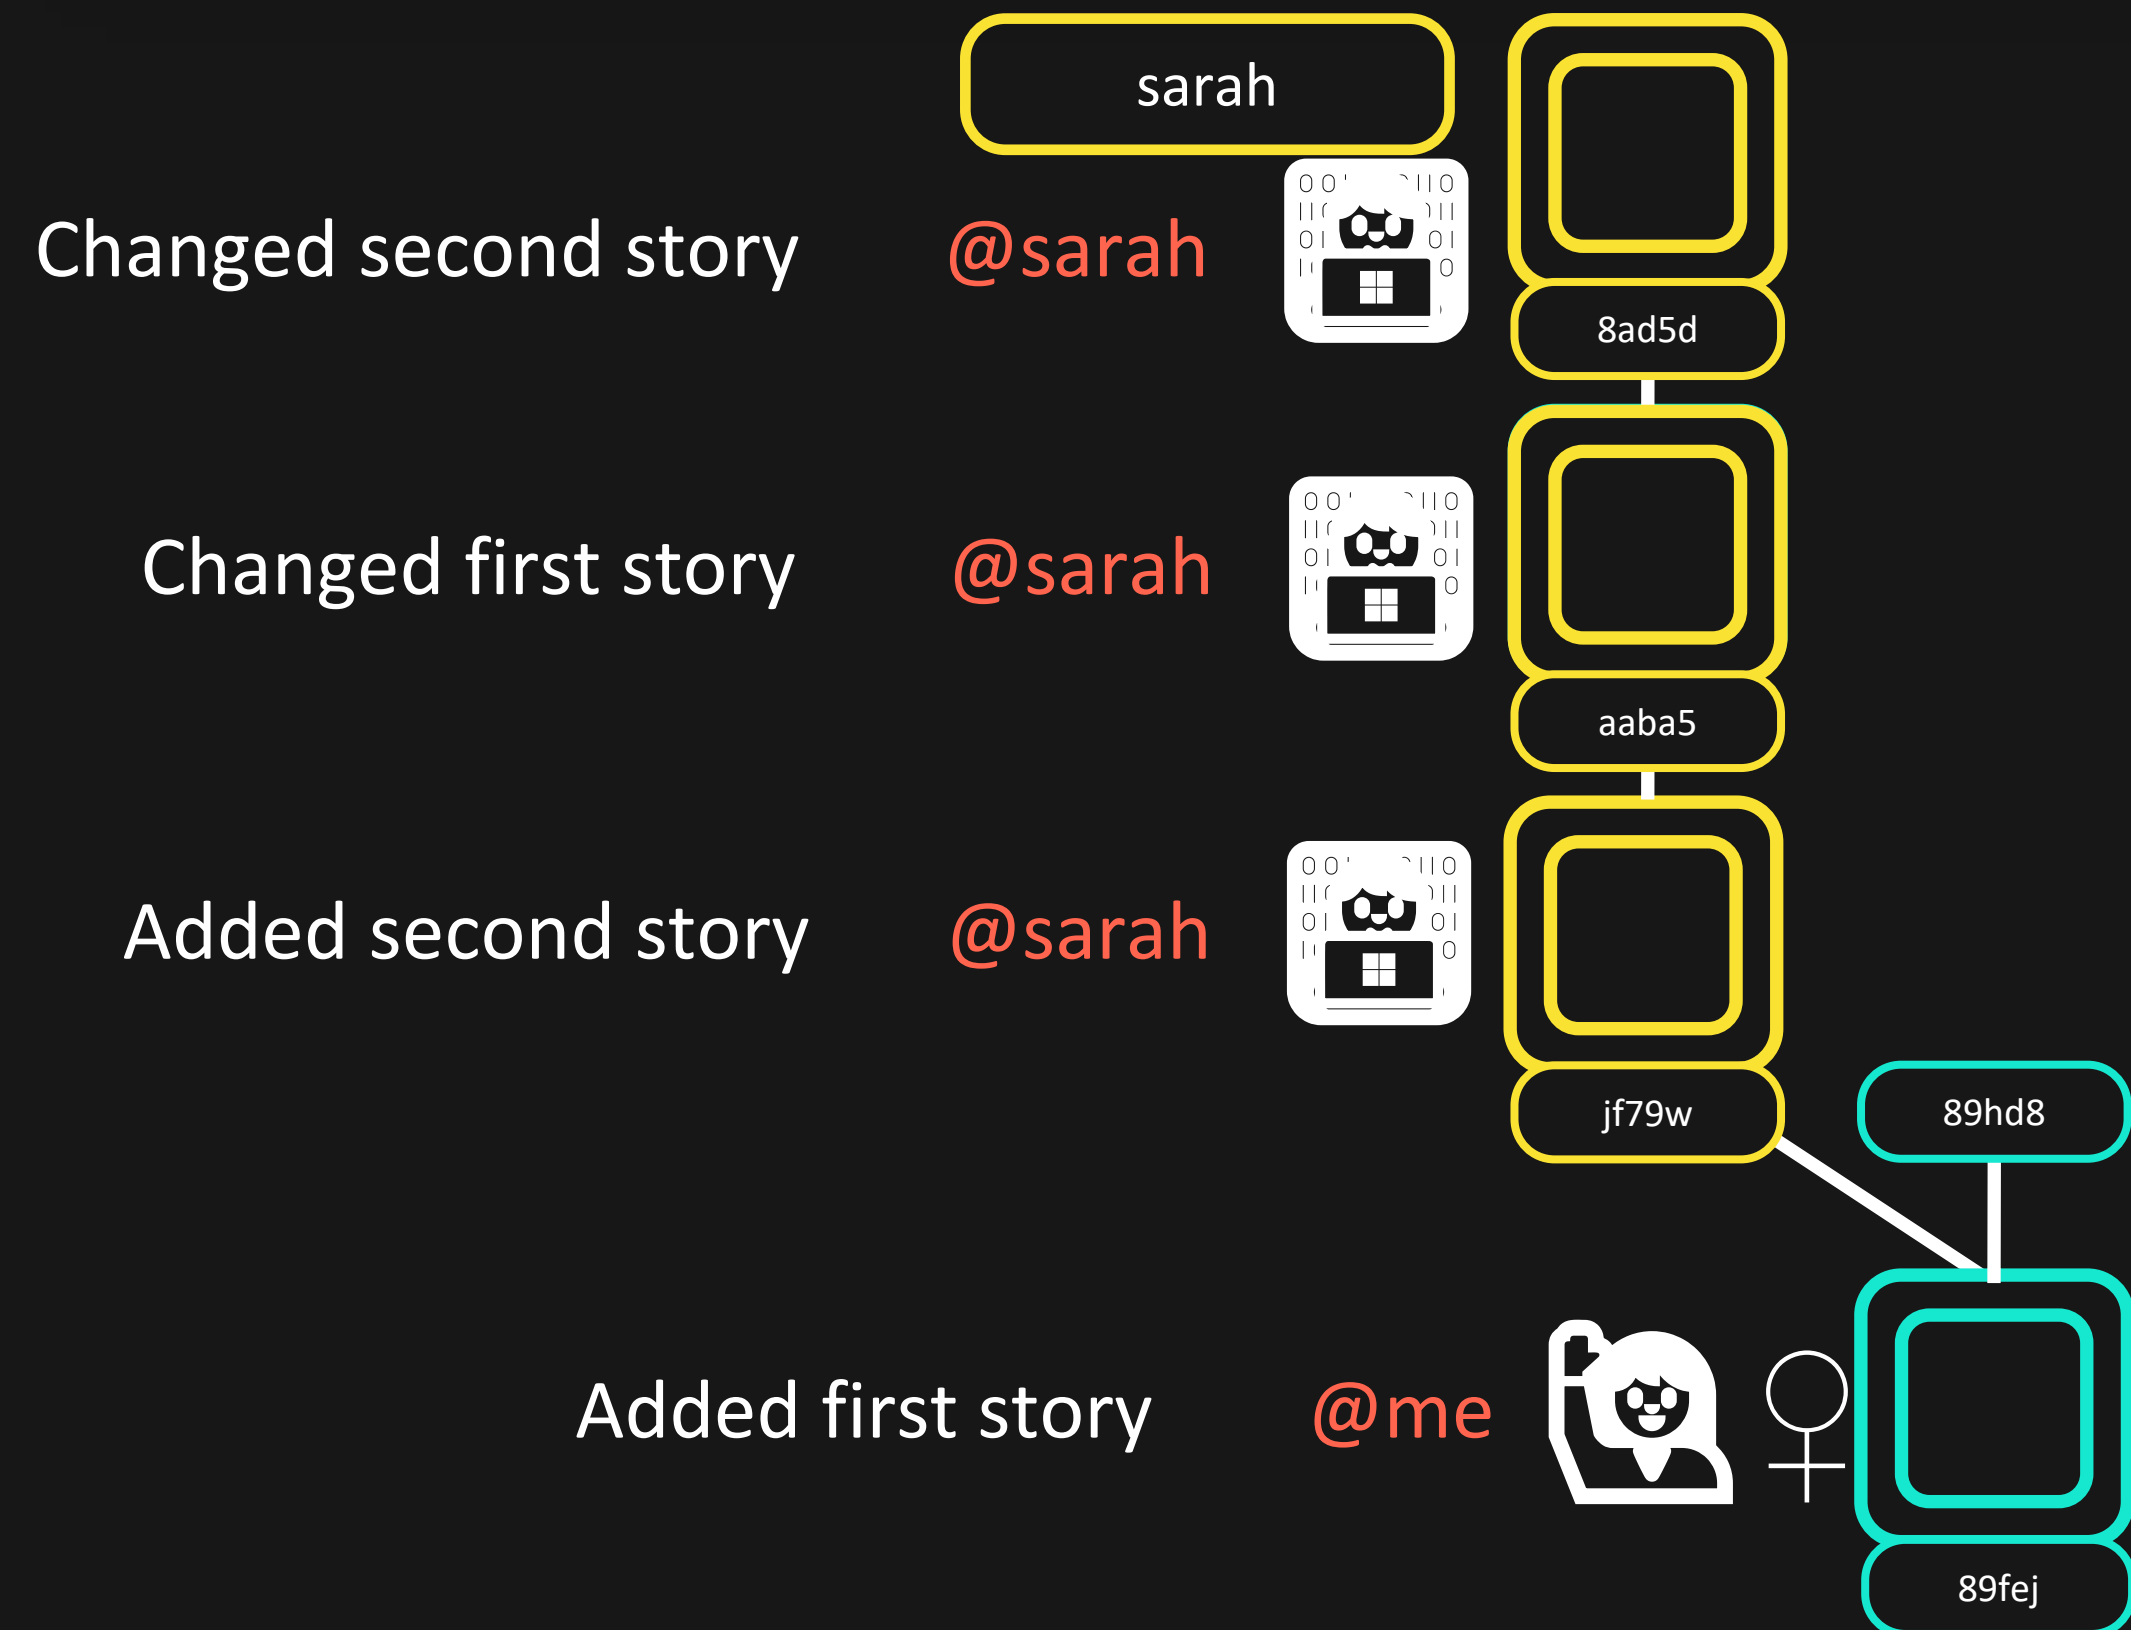 sarah
Changed second story @sarah
8ad5d
Changed first story @sarah
aaba5
Added second story @sarah
jf79w 89hd8
Added first story @me
89fej